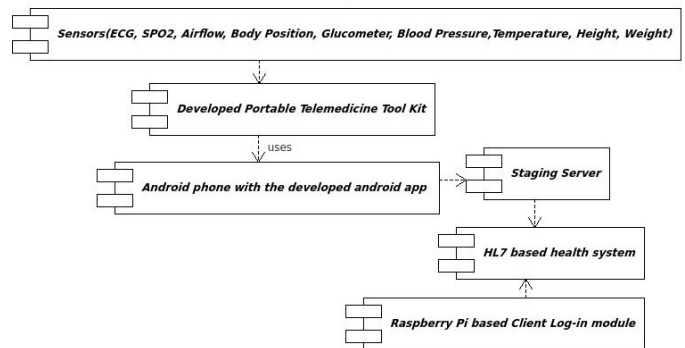 Sensors(ECG, SPO2, Airflow, Body Position, Glucometer, Blood Pressure,Temperature, Height, Weight)
Developed Portable Telemedicine Tool Kit
uses
Android phone with the developed android app
Staging Server
HL7 based health system
Raspberry Pi based Client Log-in module